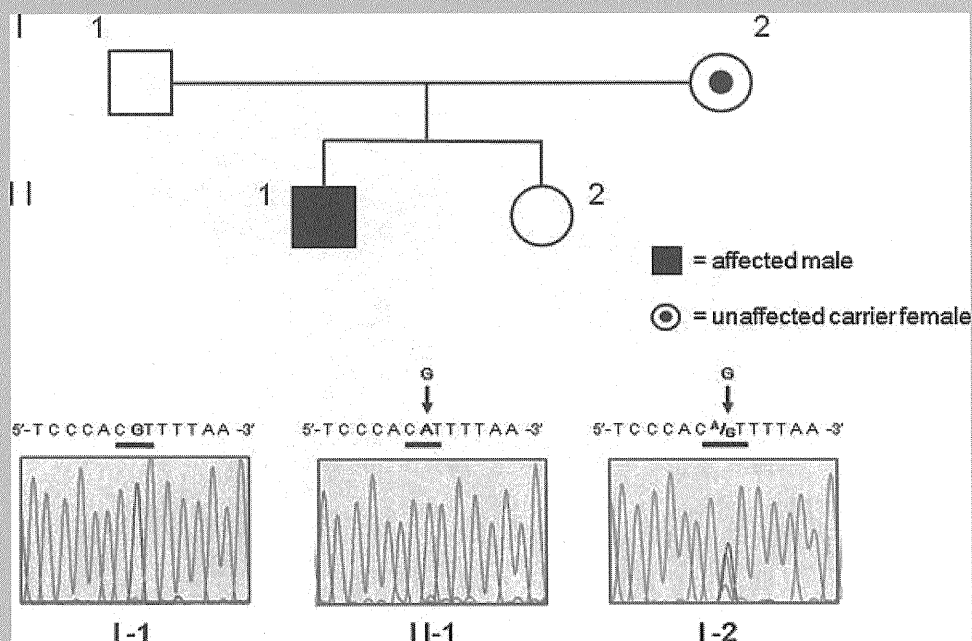 I
1
2
II
1
2
= affected male
= unaffected carrier female
G
G
5'-T C C C A C G T T T T A A -3'
5'-T C C C A C A T T T T A A -3'
5'-T C C C A C A/G T T T T A A -3'
I-1
II-1
I-2